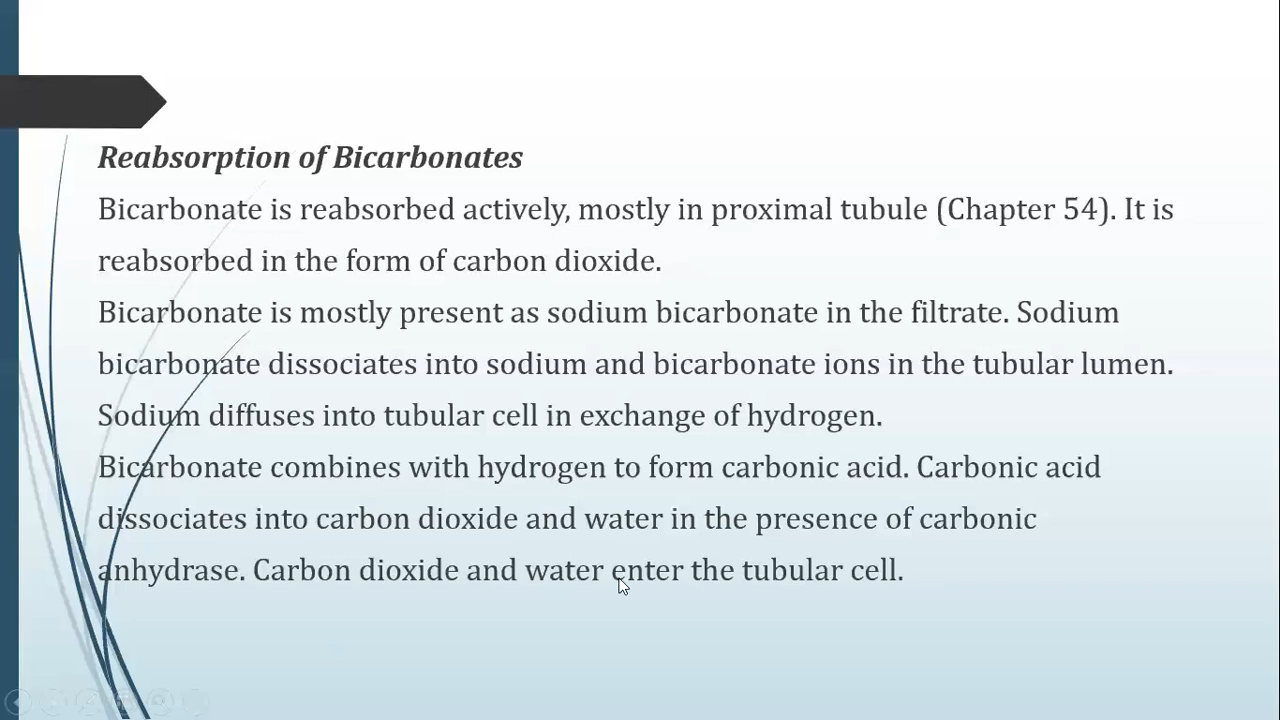 Reabsorption of Bicarbonates
Bicarbonate is reabsorbed actively, mostly in proximal tubule (Chapter 54). It is
reabsorbed in the form of carbon dioxide.
Bicarbonate is mostly present as sodium bicarbonate in the filtrate. Sodium
bicarbonate dissociates into sodium and bicarbonate ions in the tubular lumen.
Sodium diffuses into tubular cell in exchange of hydrogen.
Bicarbonate combines with hydrogen to form carbonic acid. Carbonic acid
dissociates into carbon dioxide and water in the presence of carbonic
anhydrase. Carbon dioxide and water enter the tubular cell.